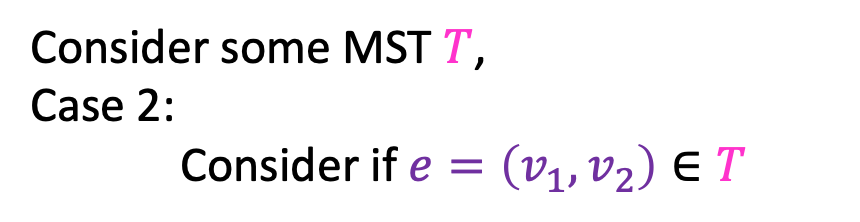 Consider some MST T,
Case 2:
Consider if e = (v₁, v₂) ∈ T